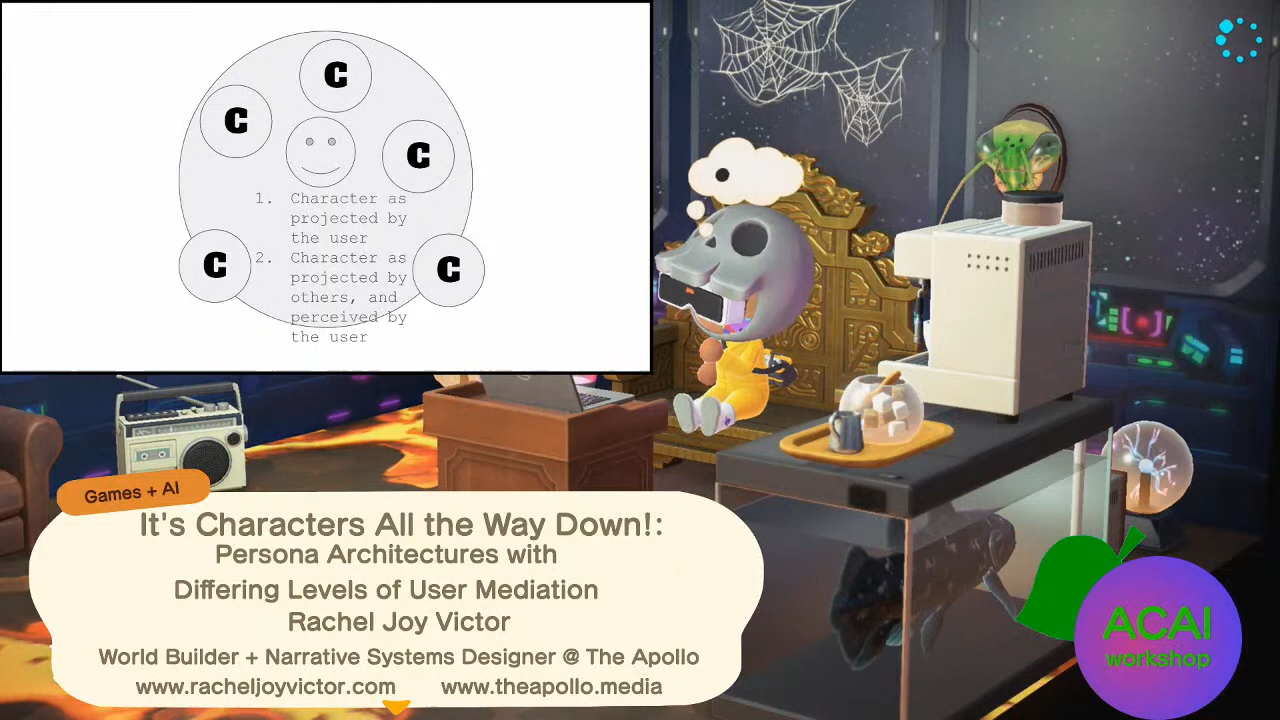 C
C
C
1. Character as
projected by
the user
2. Character as
projected by
others, and
perceived by
the user
C
C
Games + AI
It's Characters All the Way Down!:
Persona Architectures with
Differing Levels of User Mediation
Rachel Joy Victor
World Builder + Narrative Systems Designer @ The Apollo
www.racheljoyvictor.com www.theapollo.media
ACAI
workshop